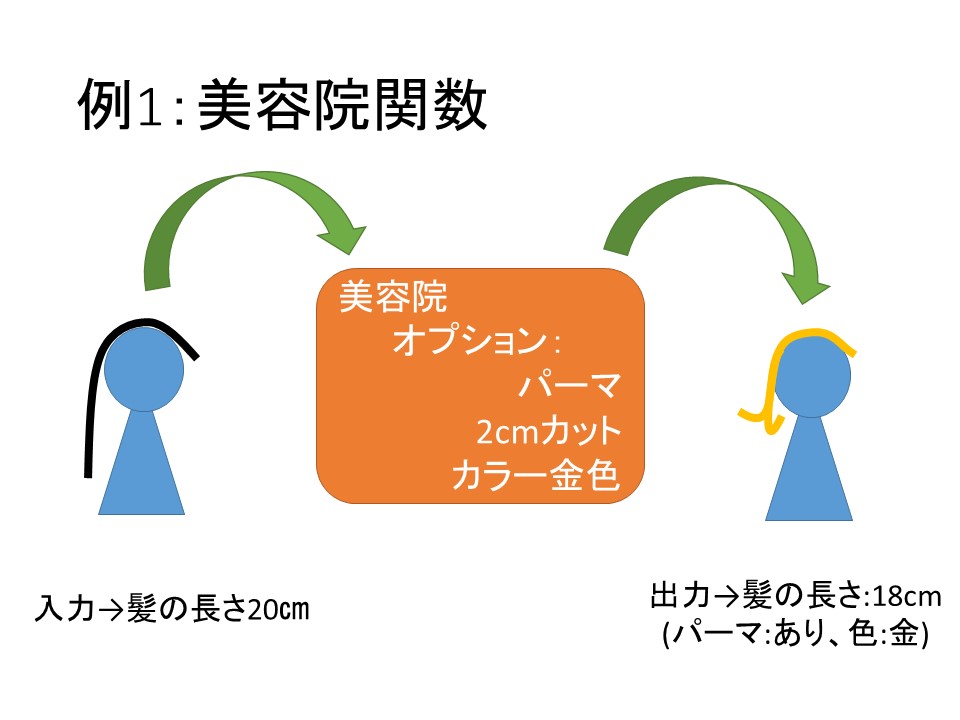 例1：美容院関数
美容院
オプション：
パーマ
2cmカット
カラー金色
入力→髪の長さ20㎝
出力→髪の長さ:18cm
(パーマ:あり、色:金)